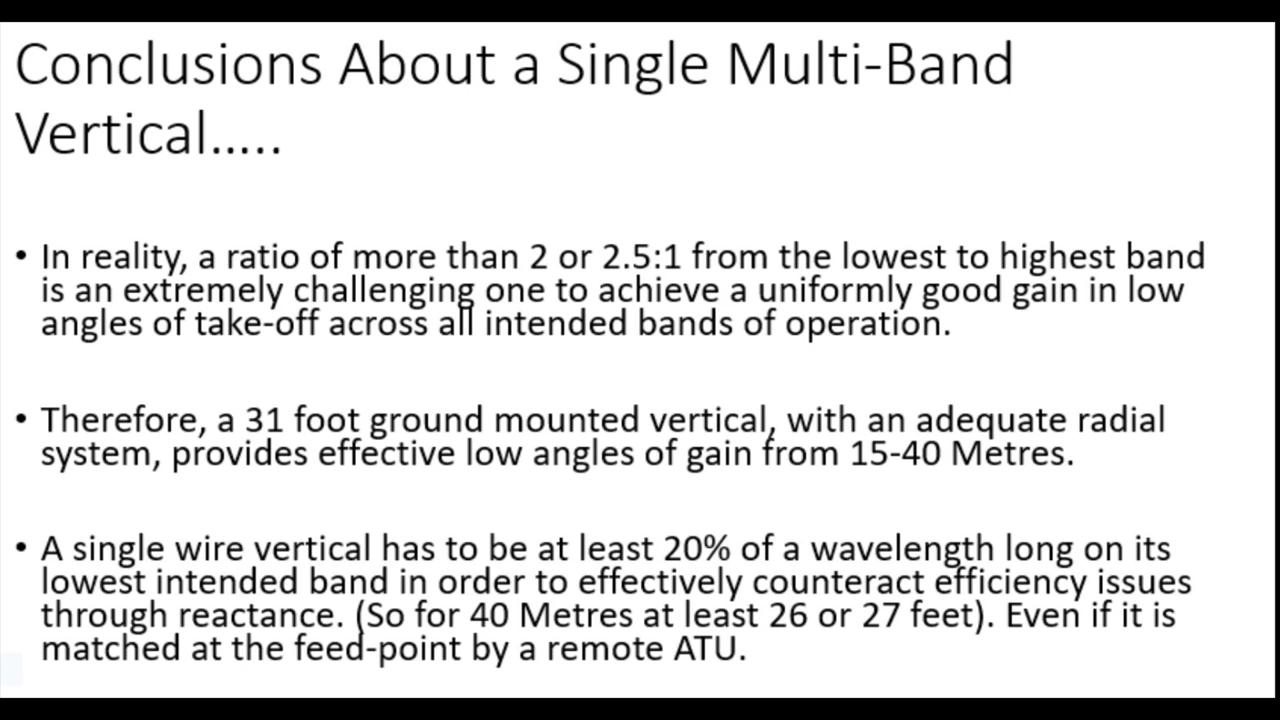 Conclusions About a Single Multi-Band
Vertical…..
• In reality, a ratio of more than 2 or 2.5:1 from the lowest to highest band
is an extremely challenging one to achieve a uniformly good gain in low
angles of take-off across all intended bands of operation.
• Therefore, a 31 foot ground mounted vertical, with an adequate radial
system, provides effective low angles of gain from 15-40 Metres.
• A single wire vertical has to be at least 20% of a wavelength long on its
lowest intended band in order to effectively counteract efficiency issues
through reactance. (So for 40 Metres at least 26 or 27 feet). Even if it is
matched at the feed-point by a remote ATU.